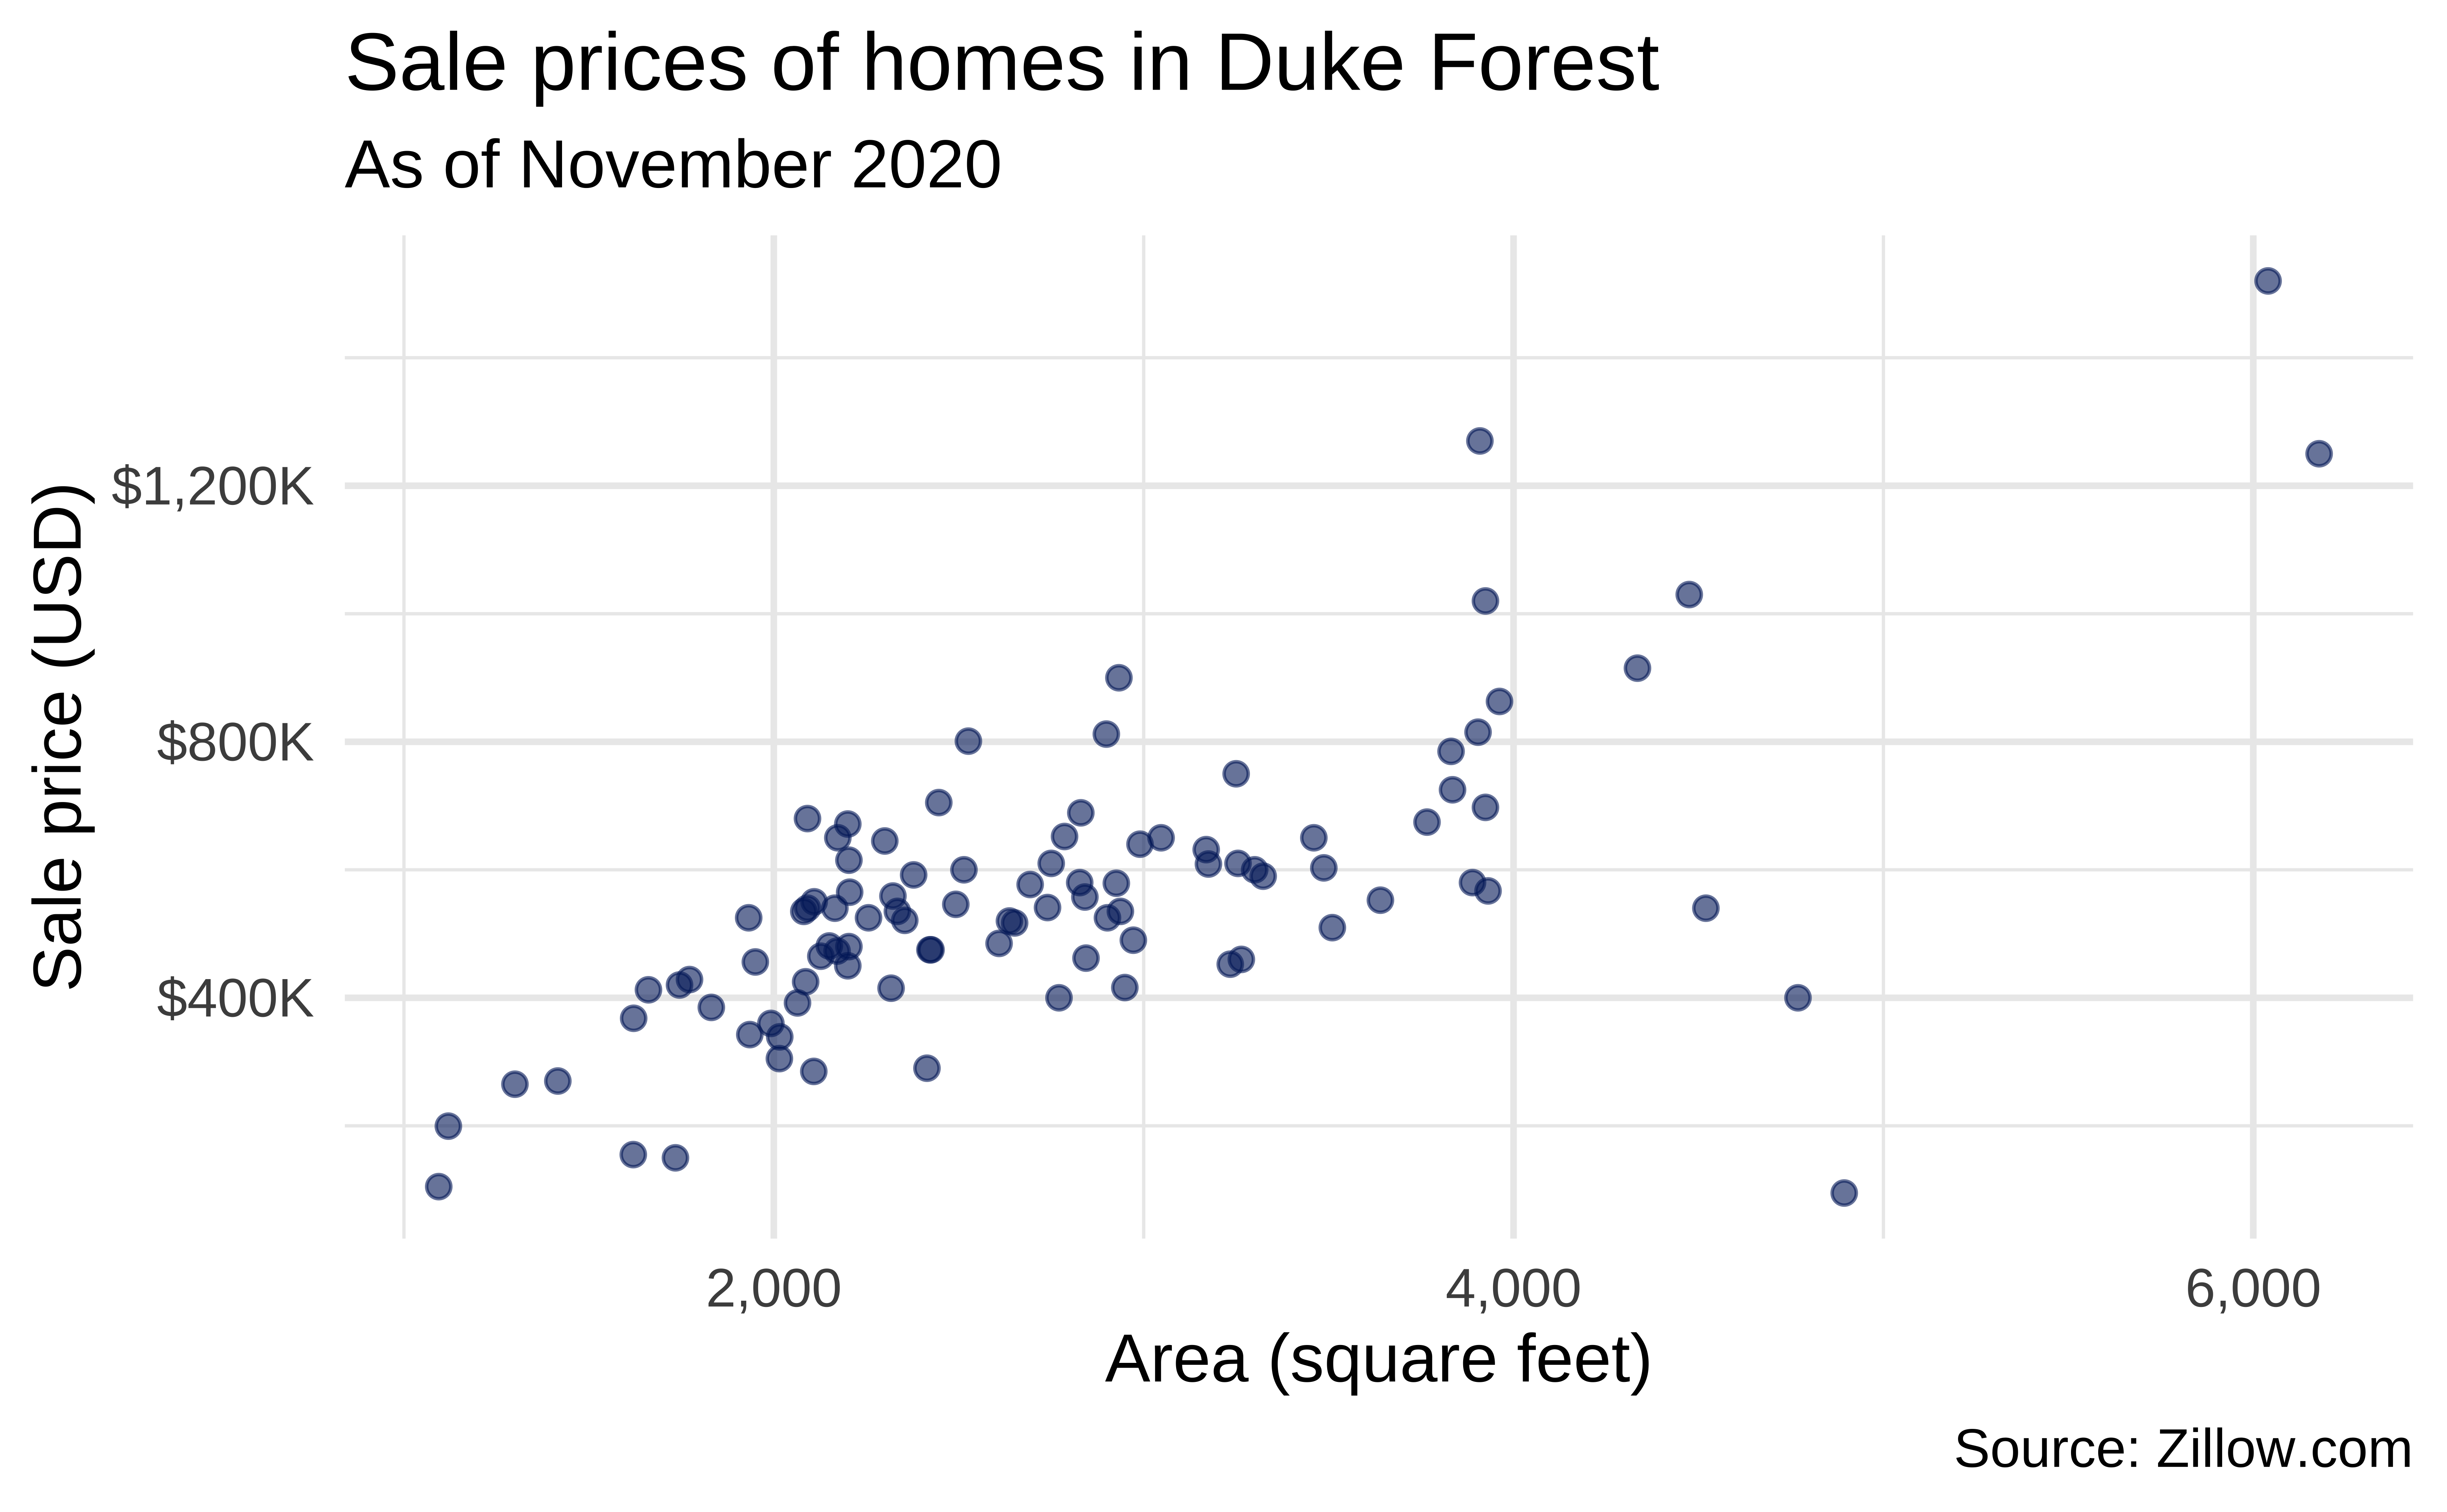 Sale prices of homes in Duke Forest
As of November 2020
Sale price (USD)
$1,200K
$800K
$400K
2,000
4,000
6,000
Area (square feet)
Source: Zillow.com